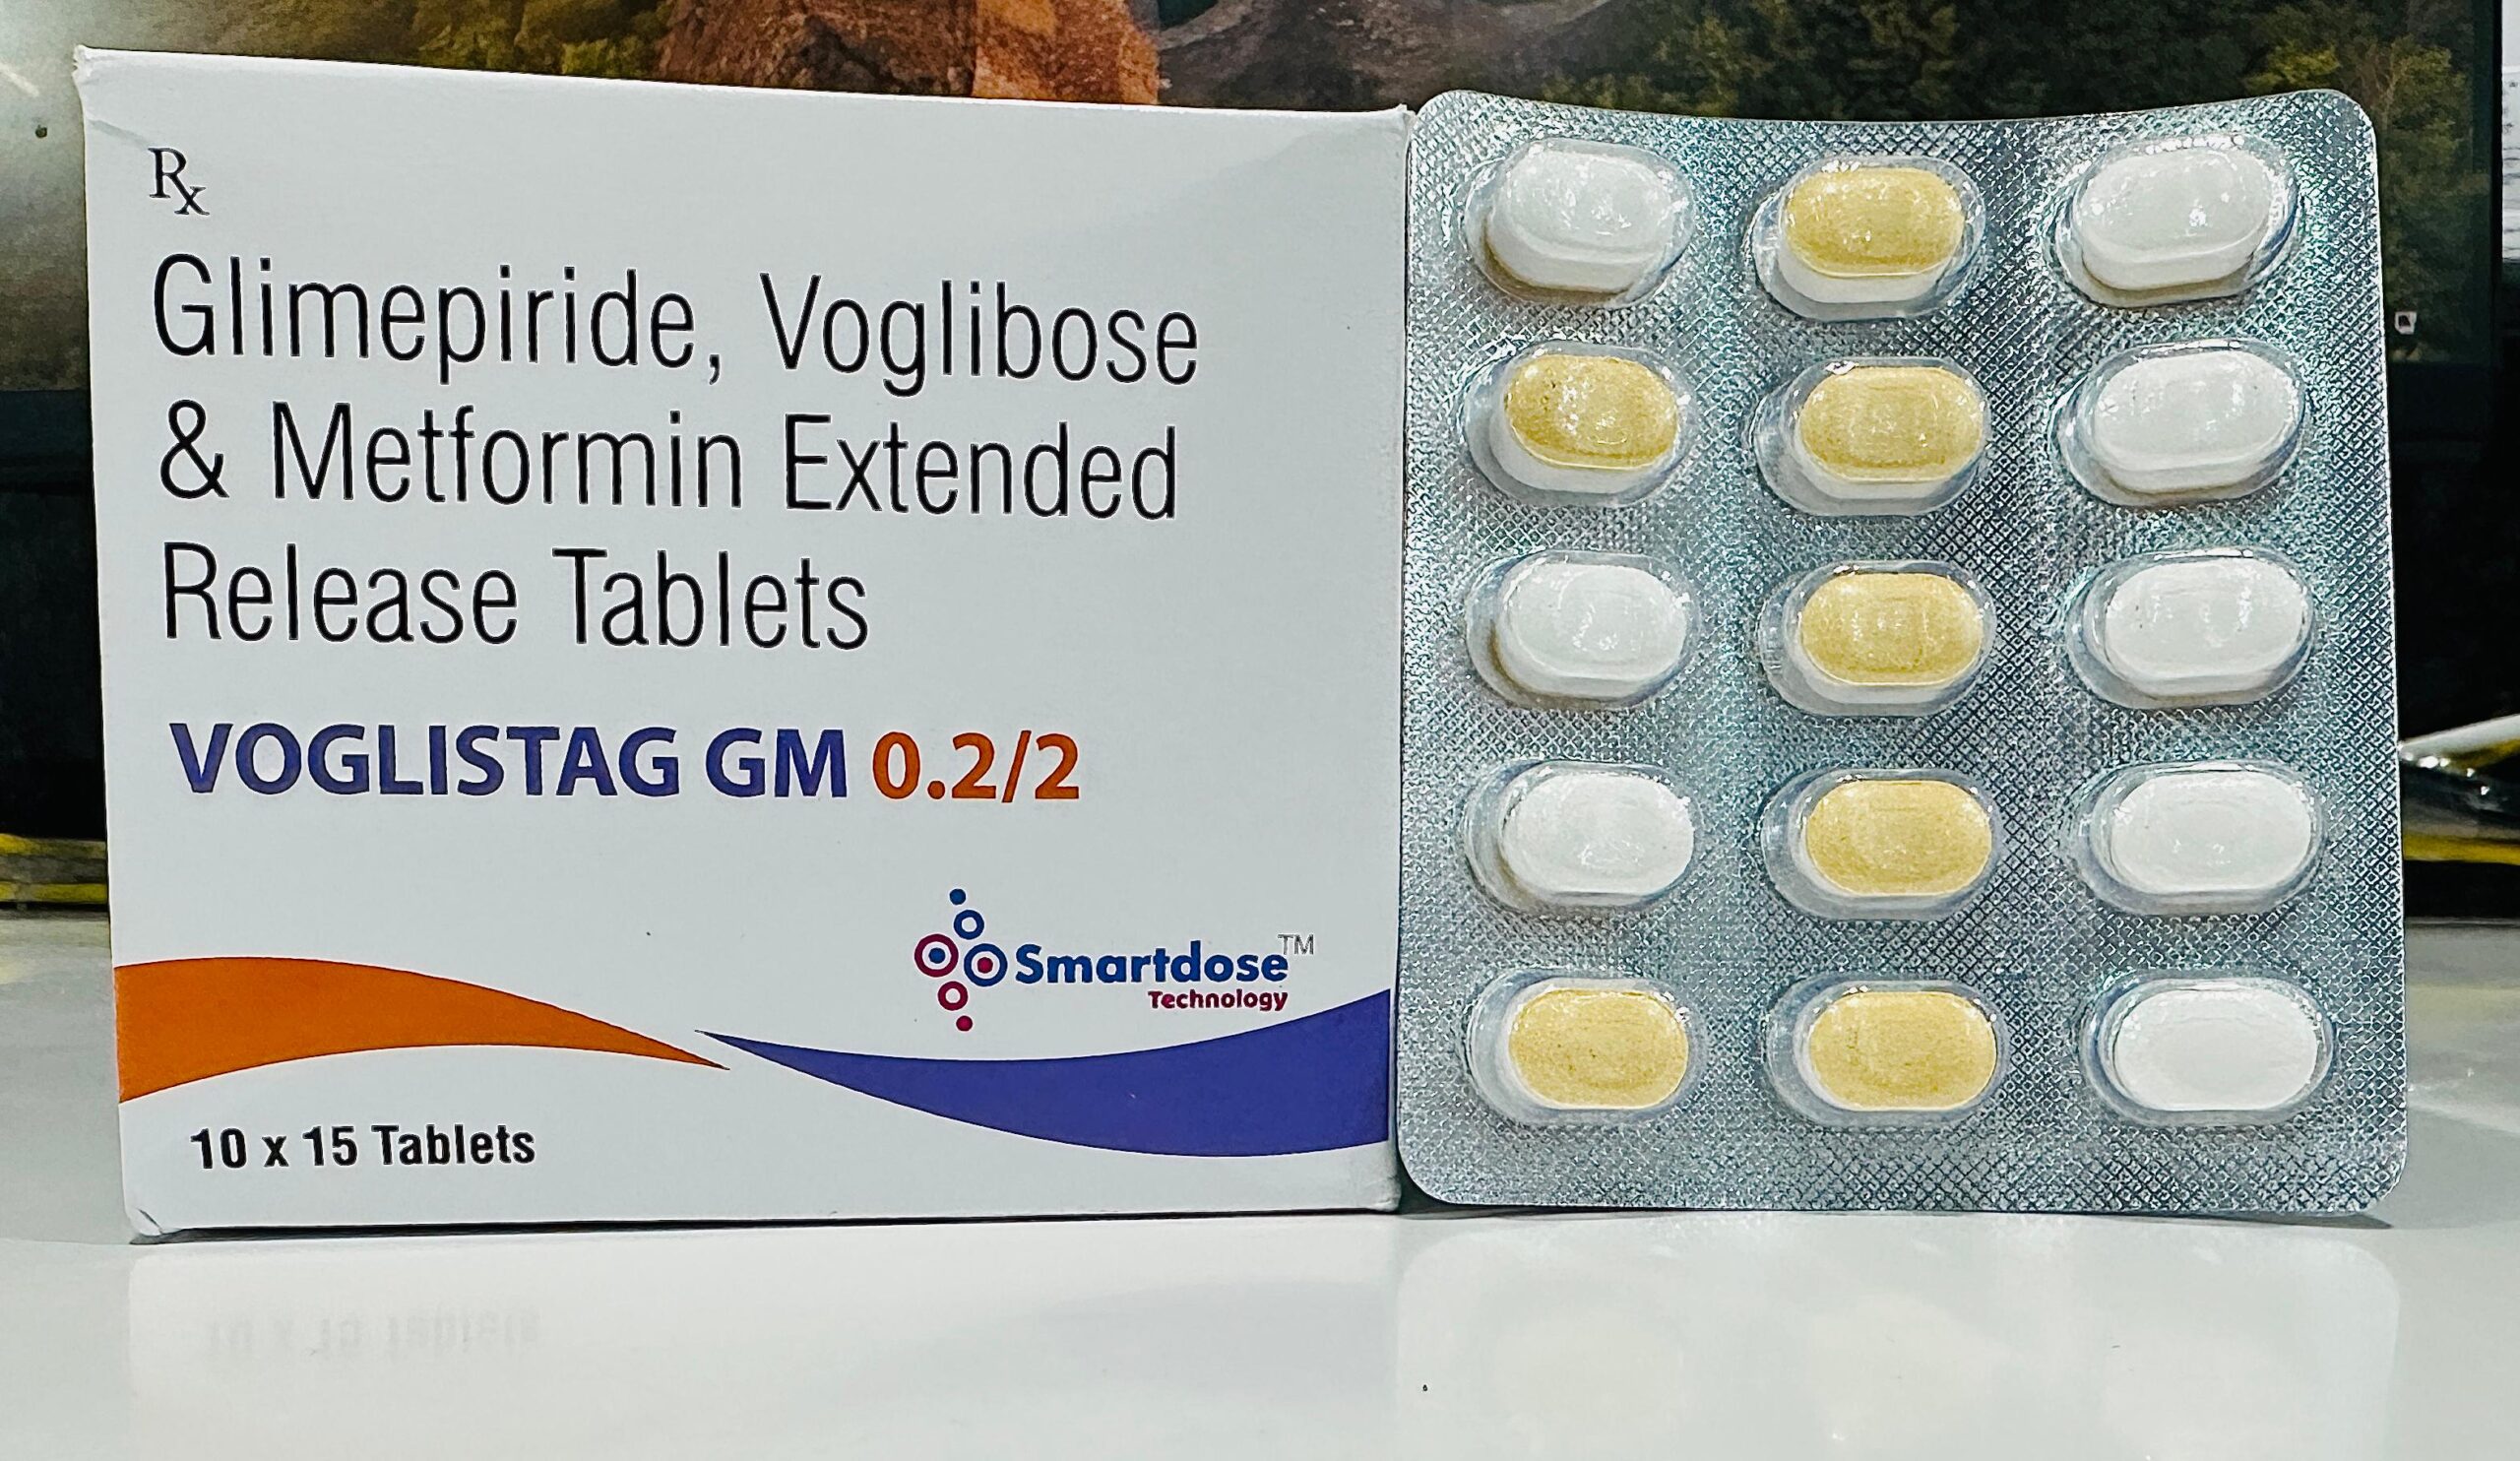 Rx
Glimepiride, Voglibose
& Metformin Extended
Release Tablets
VOGLISTAG GM 0.2/2
Smartdose™
Technology
10 x 15 Tablets